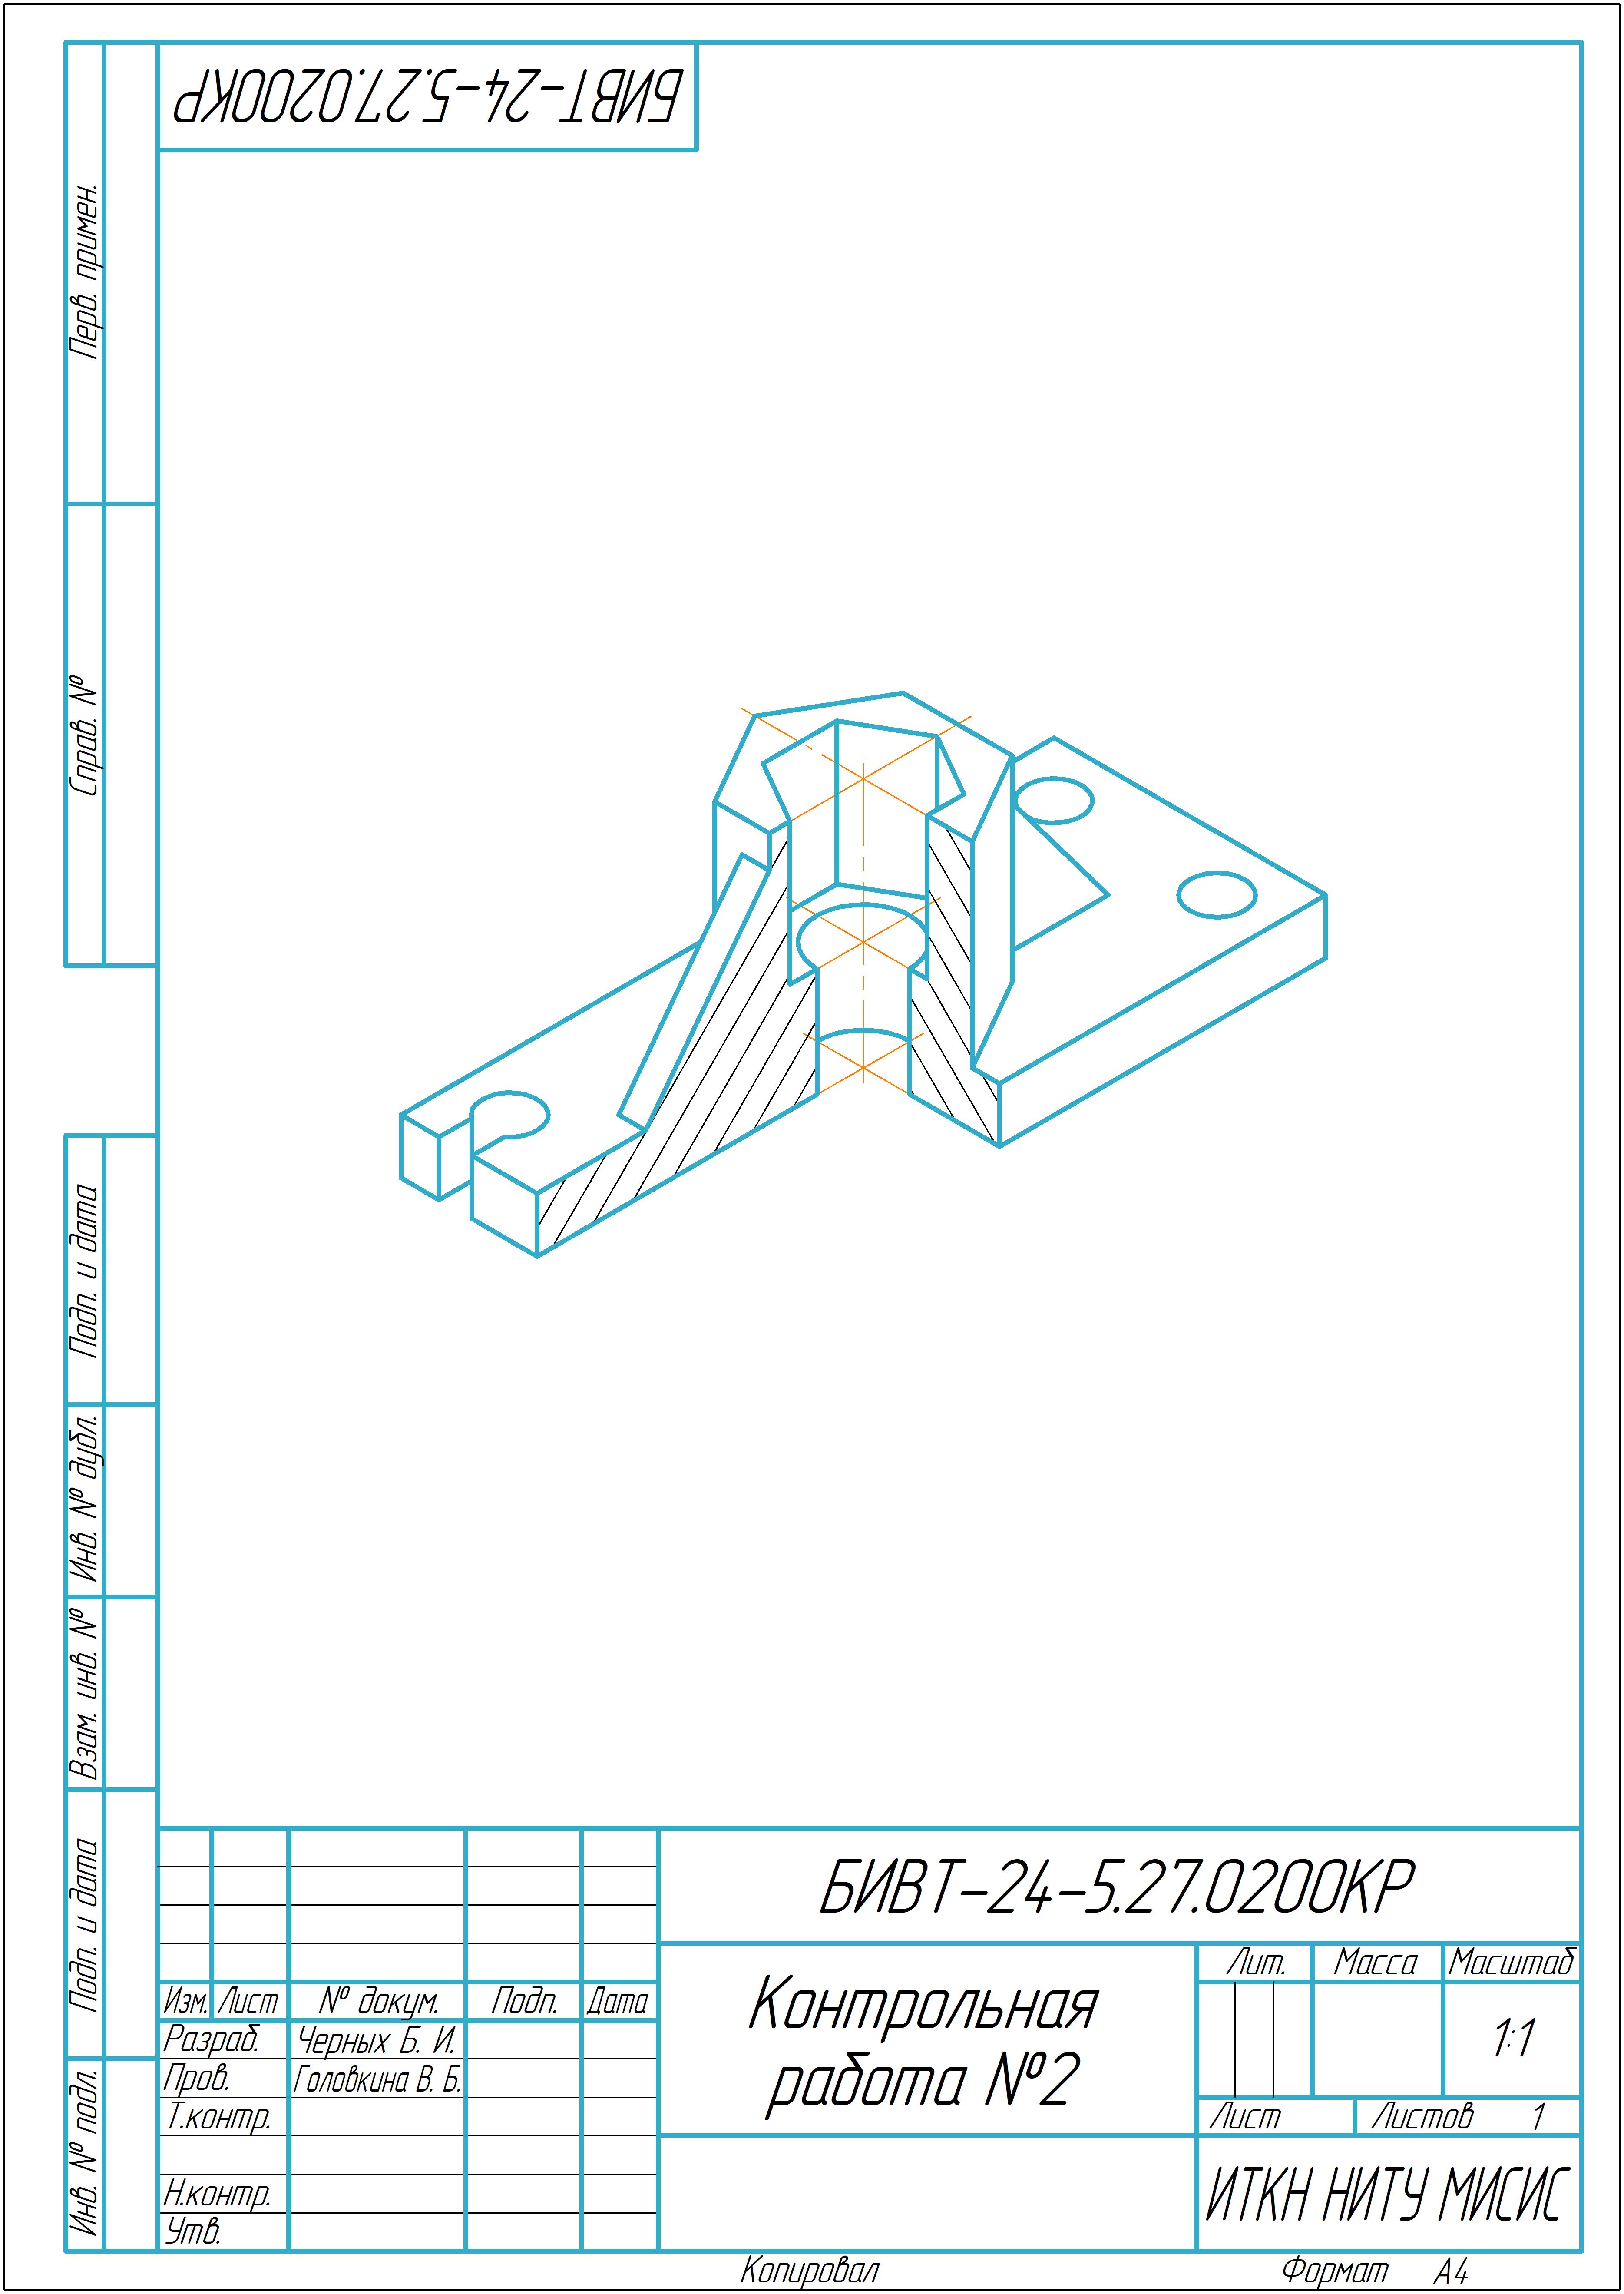 БИВТ-24-5.27.0200КР
Перв. примен.
Справ. №
Подп. и дата
Инв. № дубл.
Взам. инв. №
Подп. и дата
Инв. № подл.
БИВТ-24-5.27.0200КР
Лит. Масса Масштаб
Изм. Лист № докум. Подп. Дата
Контрольная
работа №2
1:1
Разраб. Черных Б. И.
Пров. Головкина В. Б.
Т.контр.
Лист Листов 1
Н.контр.
Утв.
ИТКН НИТУ МИСИС
Копировал Формат А4